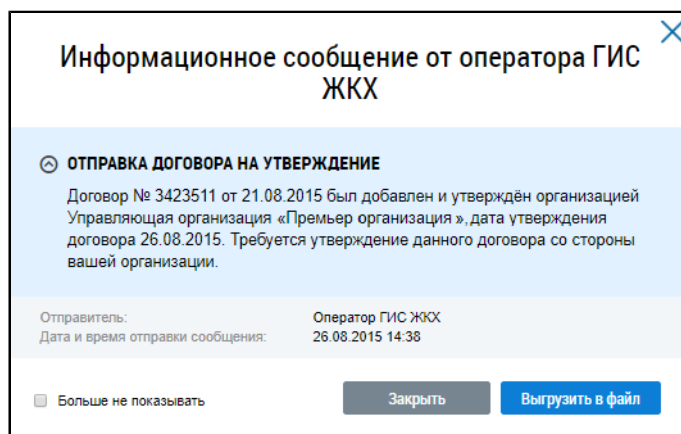 Информационное сообщение от оператора ГИС
ЖКХ
ОТПРАВКА ДОГОВОРА НА УТВЕРЖДЕНИЕ
Договор № 3423511 от 21.08.2015 был добавлен и утверждён организацией
Управляющая организация «Премьер организация », дата утверждения
договора 26.08.2015. Требуется утверждение данного договора со стороны
вашей организации.
Отправитель: Оператор ГИС ЖКХ
Дата и время отправки сообщения: 26.08.2015 14:38
Больше не показывать Закрыть Выгрузить в файл